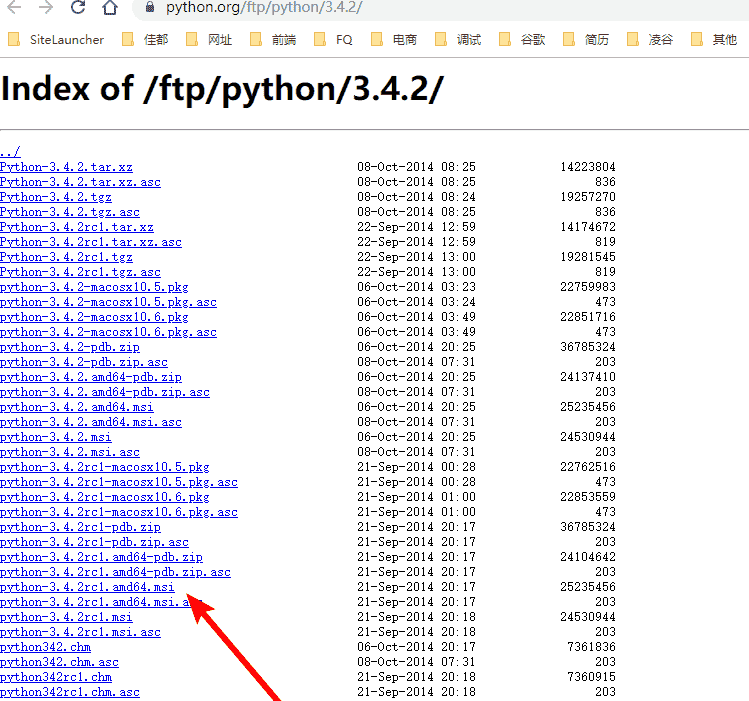 python.org/ftp/python/3.4.2/
SiteLauncher 佳都 网址 前端 FQ 电商 调试 谷歌 简历 凌谷 其他
Index of /ftp/python/3.4.2/
../
Python-3.4.2.tar.xz 08-Oct-2014 08:25 14223804
Python-3.4.2.tar.xz.asc 08-Oct-2014 08:25 836
Python-3.4.2.tgz 08-Oct-2014 08:24 19257270
Python-3.4.2.tgz.asc 08-Oct-2014 08:25 836
Python-3.4.2rc1.tar.xz 22-Sep-2014 12:59 14174672
Python-3.4.2rc1.tar.xz.asc 22-Sep-2014 12:59 819
Python-3.4.2rc1.tgz 22-Sep-2014 13:00 19281545
Python-3.4.2rc1.tgz.asc 22-Sep-2014 13:00 819
python-3.4.2-macosx10.5.pkg 06-Oct-2014 03:23 22759983
python-3.4.2-macosx10.5.pkg.asc 06-Oct-2014 03:24 473
python-3.4.2-macosx10.6.pkg 06-Oct-2014 03:49 22851716
python-3.4.2-macosx10.6.pkg.asc 06-Oct-2014 03:49 473
python-3.4.2-pdb.zip 06-Oct-2014 20:25 36785324
python-3.4.2-pdb.zip.asc 08-Oct-2014 07:31 203
python-3.4.2.amd64-pdb.zip 06-Oct-2014 20:25 24137410
python-3.4.2.amd64-pdb.zip.asc 08-Oct-2014 07:31 203
python-3.4.2.amd64.msi 06-Oct-2014 20:25 25235456
python-3.4.2.amd64.msi.asc 08-Oct-2014 07:31 203
python-3.4.2.msi 06-Oct-2014 20:25 24530944
python-3.4.2.msi.asc 08-Oct-2014 07:31 203
python-3.4.2rc1-macosx10.5.pkg 21-Sep-2014 00:28 22762516
python-3.4.2rc1-macosx10.5.pkg.asc 21-Sep-2014 00:28 473
python-3.4.2rc1-macosx10.6.pkg 21-Sep-2014 01:00 22853559
python-3.4.2rc1-macosx10.6.pkg.asc 21-Sep-2014 01:00 473
python-3.4.2rc1-pdb.zip 21-Sep-2014 20:17 36785324
python-3.4.2rc1-pdb.zip.asc 21-Sep-2014 20:17 203
python-3.4.2rc1.amd64-pdb.zip 21-Sep-2014 20:17 24104642
python-3.4.2rc1.amd64-pdb.zip.asc 21-Sep-2014 20:17 203
python-3.4.2rc1.amd64.msi 21-Sep-2014 20:17 25235456
python-3.4.2rc1.amd64.msi.asc 21-Sep-2014 20:17 203
python-3.4.2rc1.msi 21-Sep-2014 20:18 24530944
python-3.4.2rc1.msi.asc 21-Sep-2014 20:18 203
python342.chm 06-Oct-2014 20:17 7361836
python342.chm.asc 08-Oct-2014 07:31 203
python342rc1.chm 21-Sep-2014 20:18 7360915
python342rc1.chm.asc 21-Sep-2014 20:18 203